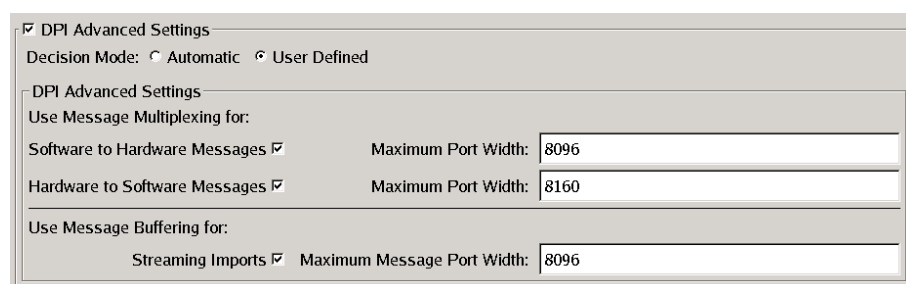 DPI Advanced Settings
Decision Mode: Automatic User Defined
DPI Advanced Settings
Use Message Multiplexing for:
Software to Hardware Messages Maximum Port Width: 8096
Hardware to Software Messages Maximum Port Width: 8160
Use Message Buffering for:
Streaming Imports Maximum Message Port Width: 8096